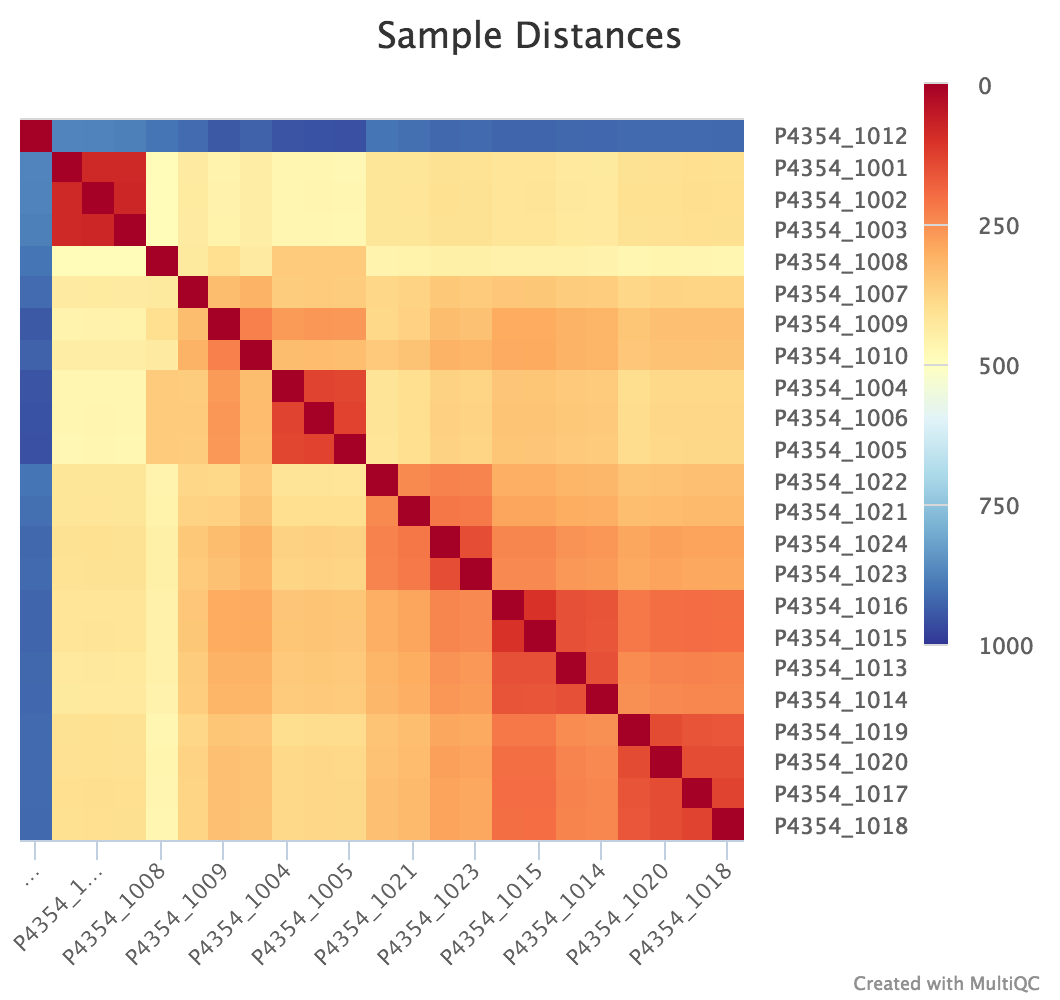 Sample Distances
0
P4354_1012
P4354_1001
P4354_1002
250
P4354_1003
P4354_1008
P4354_1007
P4354_1009
P4354_1010
500
P4354_1004
P4354_1006
P4354_1005
P4354_1022
750
P4354_1021
P4354_1024
P4354_1023
P4354_1016
P4354_1015
1000
P4354_1013
P4354_1014
P4354_1019
P4354_1020
P4354_1017
P4354_1018
...
P4354_1...
P4354_1008
P4354_1009
P4354_1004
P4354_1005
P4354_1021
P4354_1023
P4354_1015
P4354_1014
P4354_1020
P4354_1018
Created with MultiQC